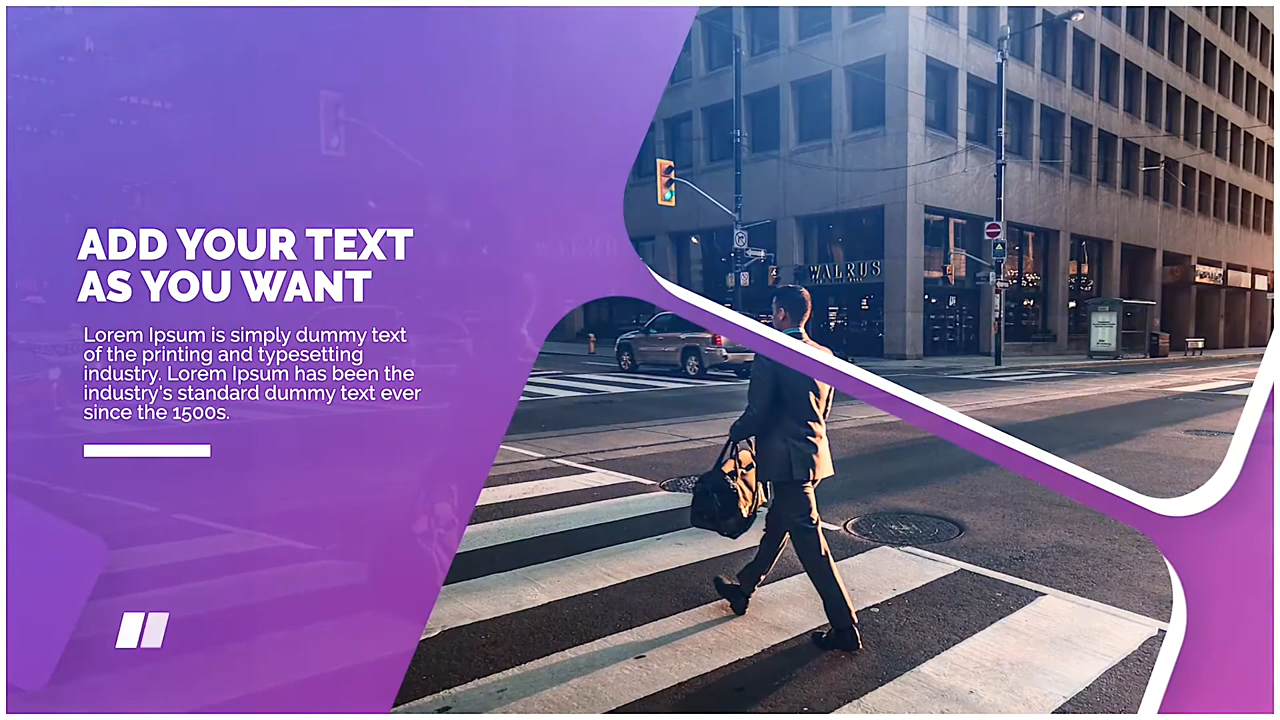 ADD YOUR TEXT
AS YOU WANT
Lorem Ipsum is simply dummy text
of the printing and typesetting
industry. Lorem Ipsum has been the
industry's standard dummy text ever
since the 1500s.
WALRUS